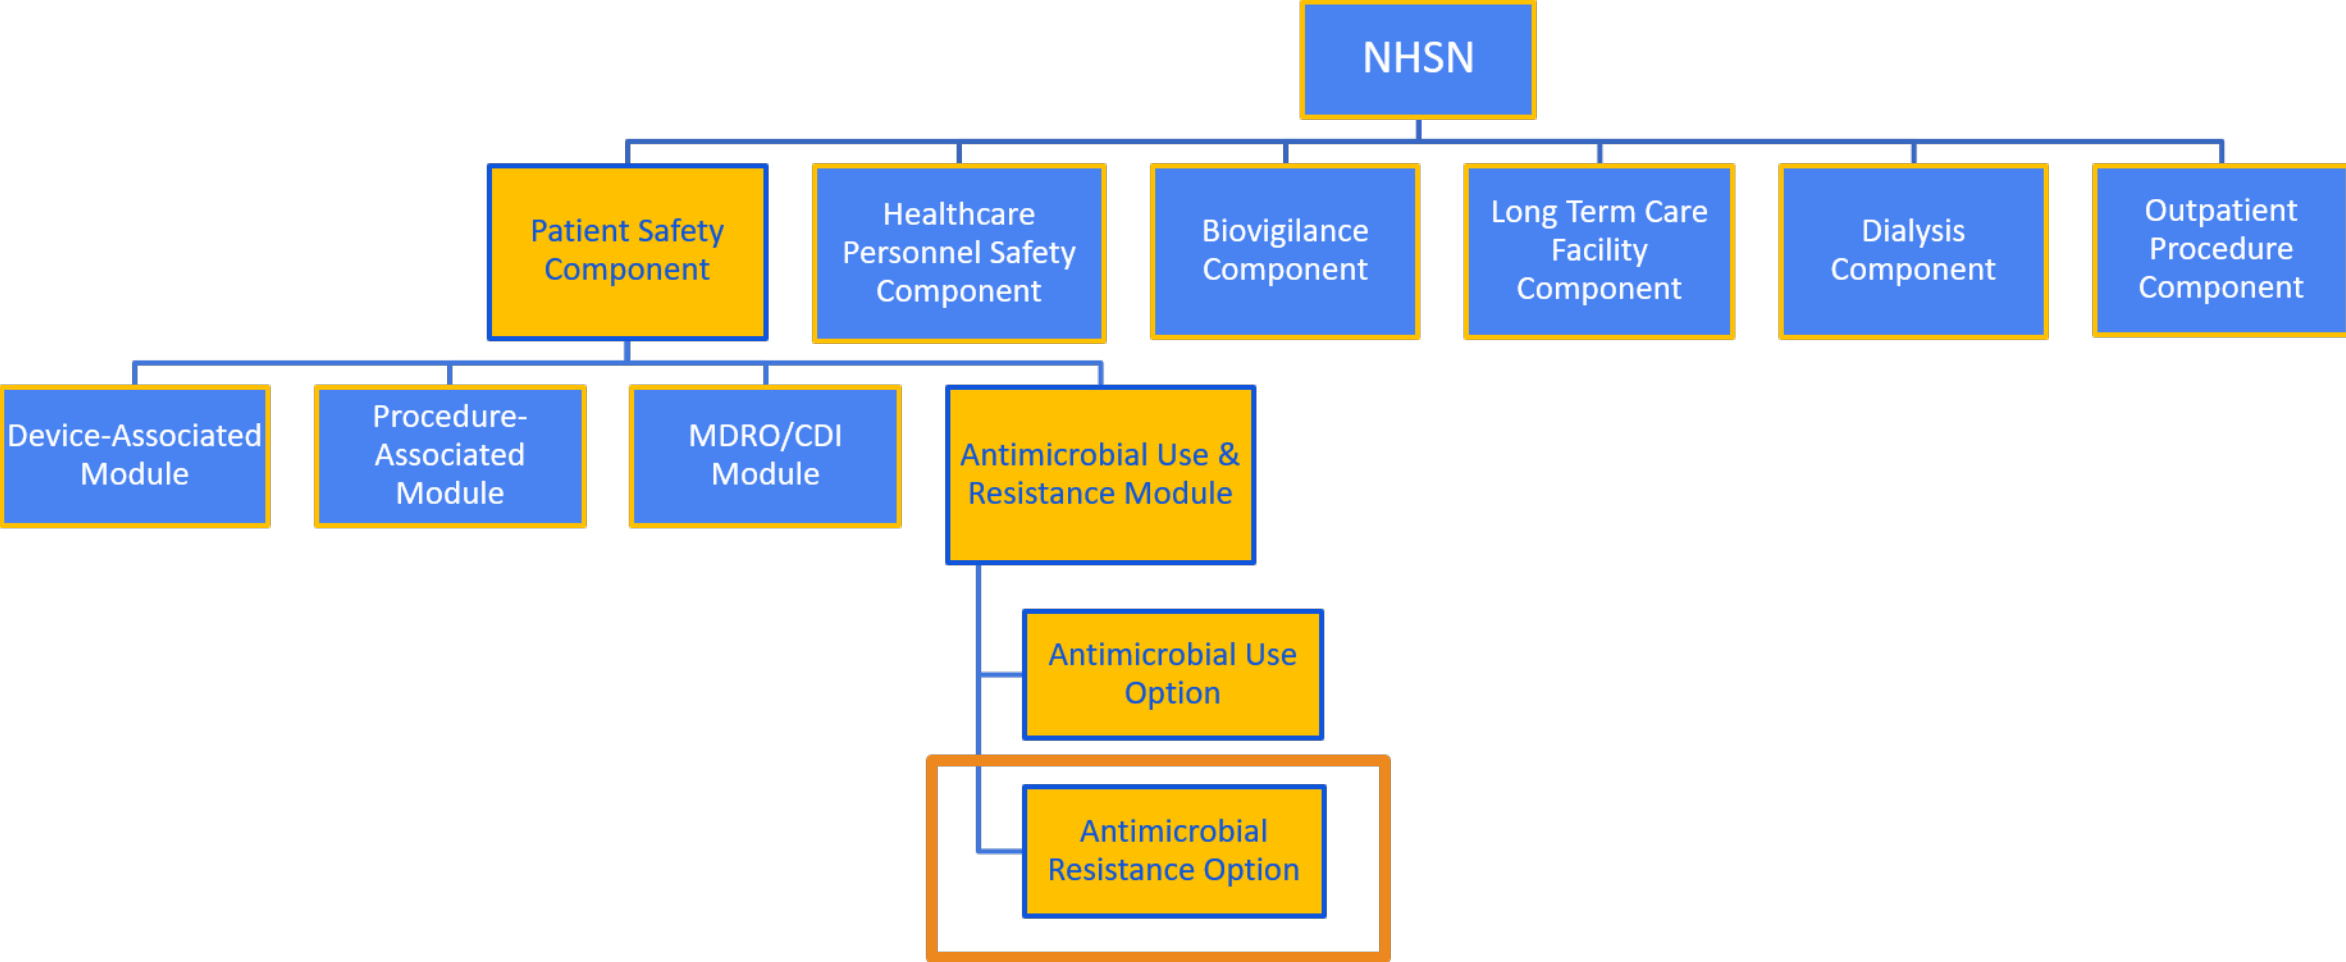 NHSN
Patient Safety
Component
Healthcare
Personnel Safety
Component
Biovigilance
Component
Long Term Care
Facility
Component
Dialysis
Component
Outpatient
Procedure
Component
Device-Associated
Module
Procedure-
Associated
Module
MDRO/CDI
Module
Antimicrobial Use &
Resistance Module
Antimicrobial Use
Option
Antimicrobial
Resistance Option